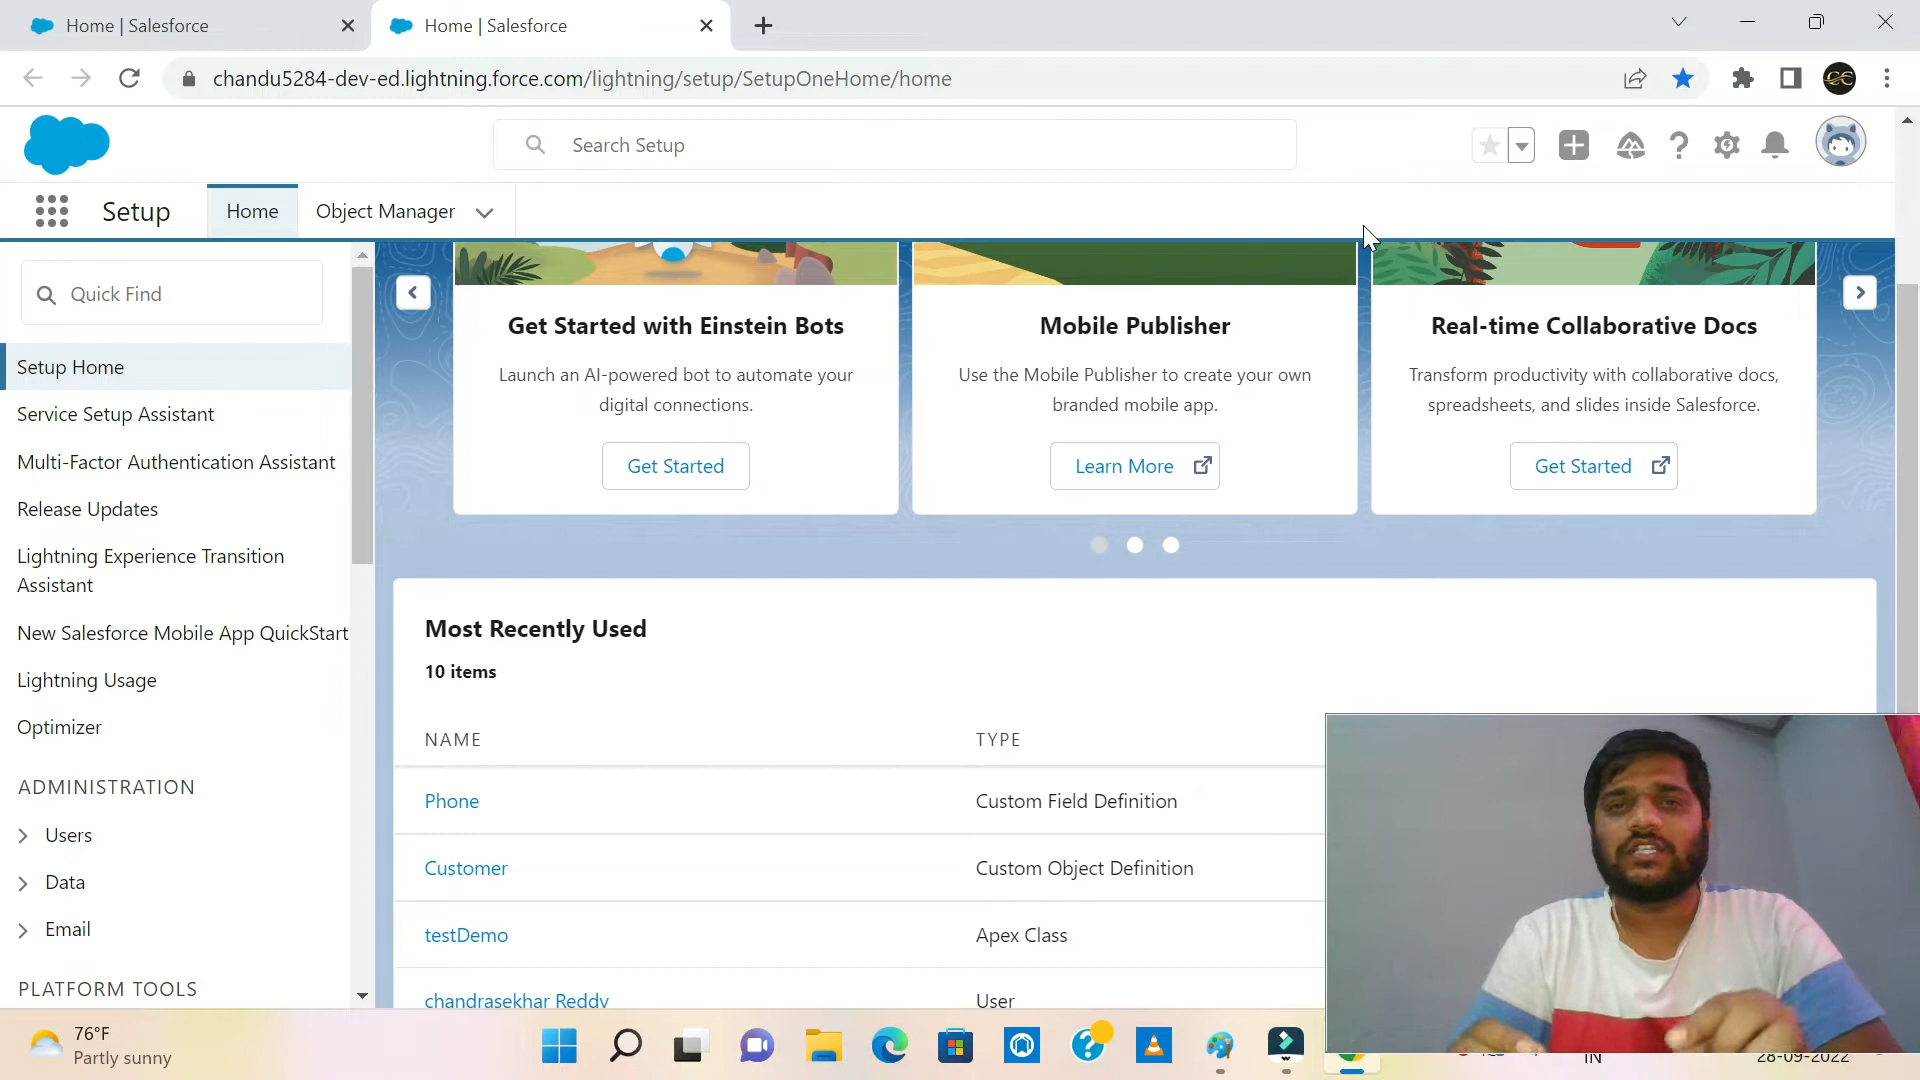 Home | Salesforce
Home | Salesforce
chandu5284-dev-ed.lightning.force.com/lightning/setup/SetupOneHome/home
Search Setup
Setup
Home
Object Manager
Quick Find
Setup Home
Service Setup Assistant
Multi-Factor Authentication Assistant
Release Updates
Lightning Experience Transition
Assistant
New Salesforce Mobile App QuickStart
Lightning Usage
Optimizer
ADMINISTRATION
Users
Data
Email
PLATFORM TOOLS
Get Started with Einstein Bots
Launch an AI-powered bot to automate your
digital connections.
Get Started
Mobile Publisher
Use the Mobile Publisher to create your own
branded mobile app.
Learn More
Real-time Collaborative Docs
Transform productivity with collaborative docs,
spreadsheets, and slides inside Salesforce.
Get Started
Most Recently Used
10 items
NAME TYPE
Phone Custom Field Definition
Customer Custom Object Definition
testDemo Apex Class
chandrasekhar Reddy User
76°F
Partly sunny
IN
28-09-2022